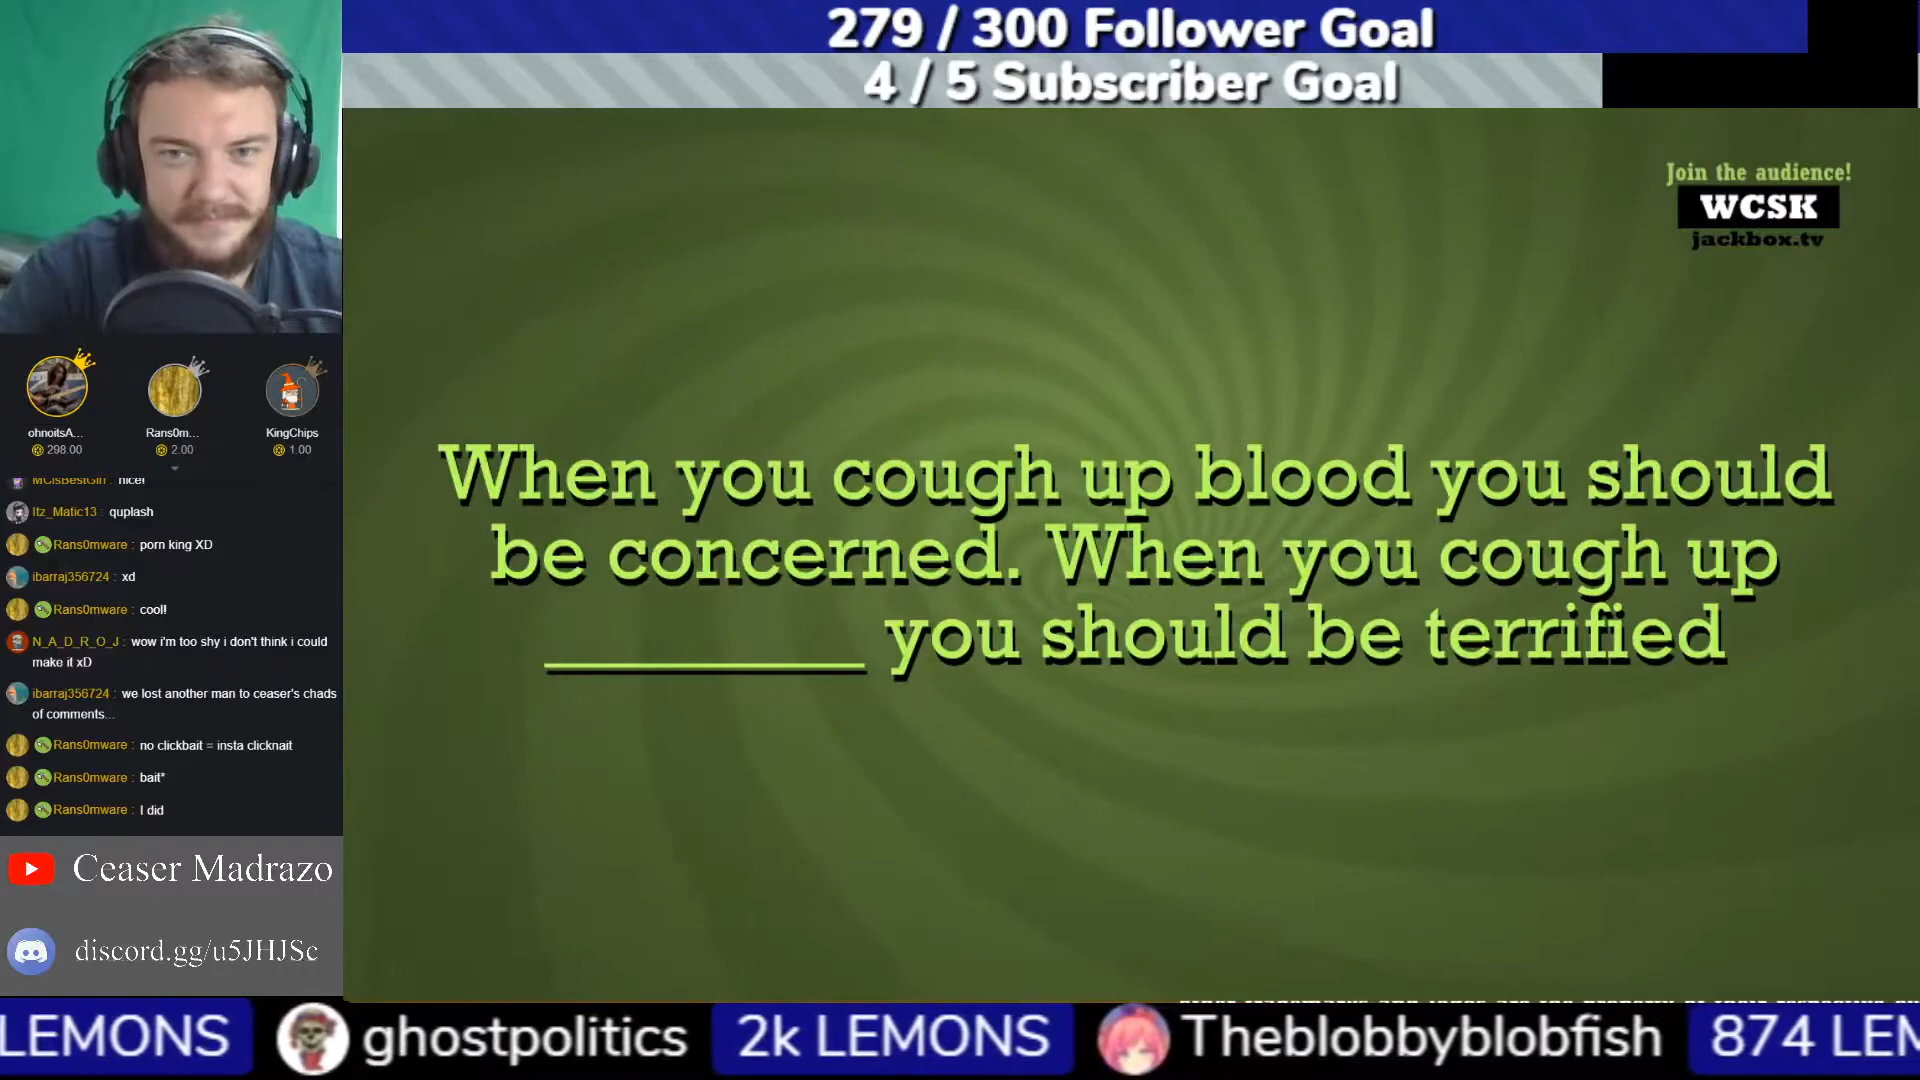 279 / 300 Follower Goal
4 / 5 Subscriber Goal
Join the audience!
WCSK
jackbox.tv
When you cough up blood you should
be concerned. When you cough up
__________ you should be terrified
ohnoitsA...
298.00
Rans0m...
2.00
KingChips
1.00
MCisBestGirl : nice!
Itz_Matic13 : quplash
Rans0mware : porn king XD
ibarraj356724 : xd
Rans0mware : cool!
N_A_D_R_O_J : wow i'm too shy i don't think i could
make it xD
ibarraj356724 : we lost another man to ceaser's chads
of comments...
Rans0mware : no clickbait = insta clicknait
Rans0mware : bait*
Rans0mware : I did
Ceaser Madrazo
discord.gg/u5JHJSc
LEMONS
ghostpolitics
2k LEMONS
Theblobbyblobfish
874 LEM